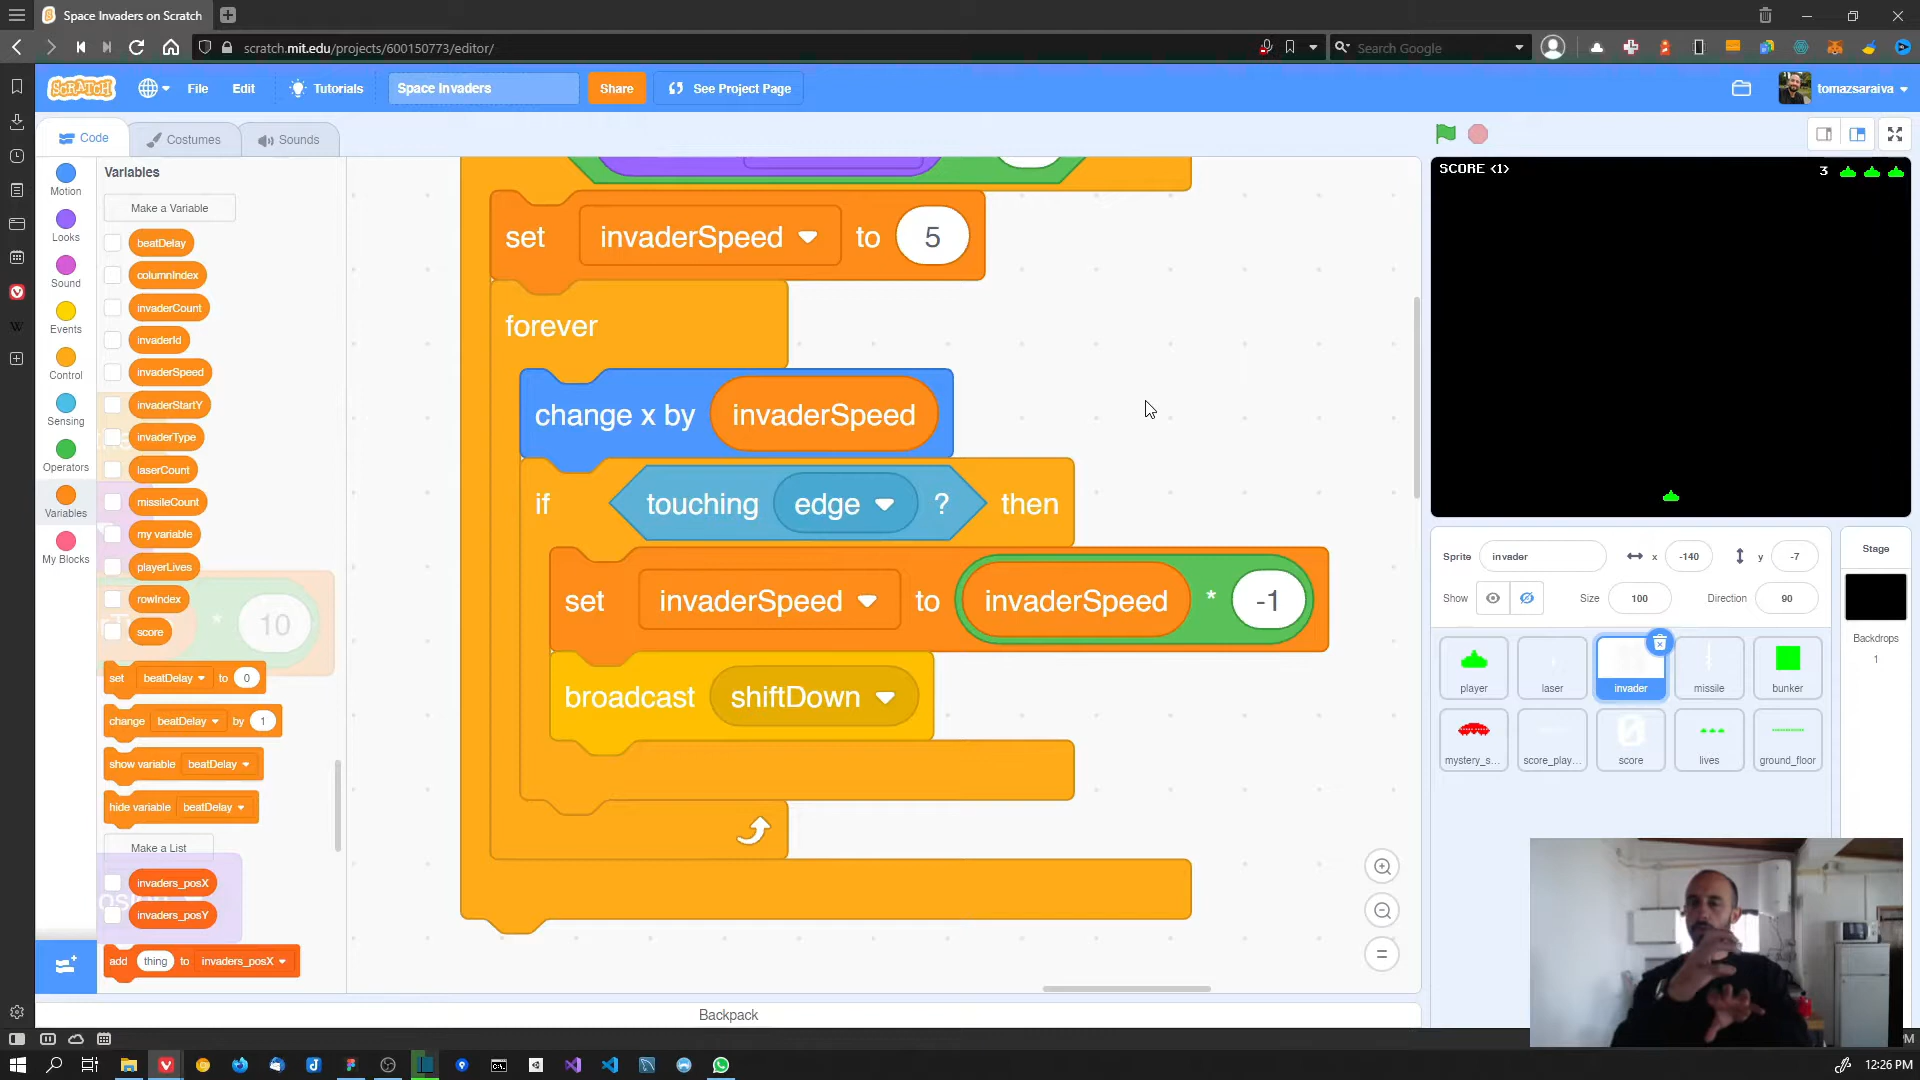 Space Invaders on Scratch
scratch.mit.edu/projects/600150773/editor/
Search Google
SCRATCH
File
Edit
Tutorials
Space Invaders
Share
See Project Page
tomazsaraiva
Code
Costumes
Sounds
Motion
Looks
Sound
Events
Control
Sensing
Operators
Variables
My Blocks
Variables
Make a Variable
beatDelay
columnIndex
invaderCount
invaderId
invaderSpeed
invaderStartY
invaderType
laserCount
missileCount
my variable
playerLives
rowIndex
score
* 10
set beatDelay to 0
change beatDelay by 1
show variable beatDelay
hide variable beatDelay
Make a List
invaders_posX
invaders_posY
add thing to invaders_posX
set invaderSpeed to 5
forever
change x by invaderSpeed
if touching edge ? then
set invaderSpeed to invaderSpeed * -1
broadcast shiftDown
Backpack
SCORE <1>
3
Sprite invader x -140 y -7
Show Size 100 Direction 90
player
laser
invader
missile
bunker
mystery_s...
score_play...
score
lives
ground_floor
Stage
Backdrops
1
12:26 PM